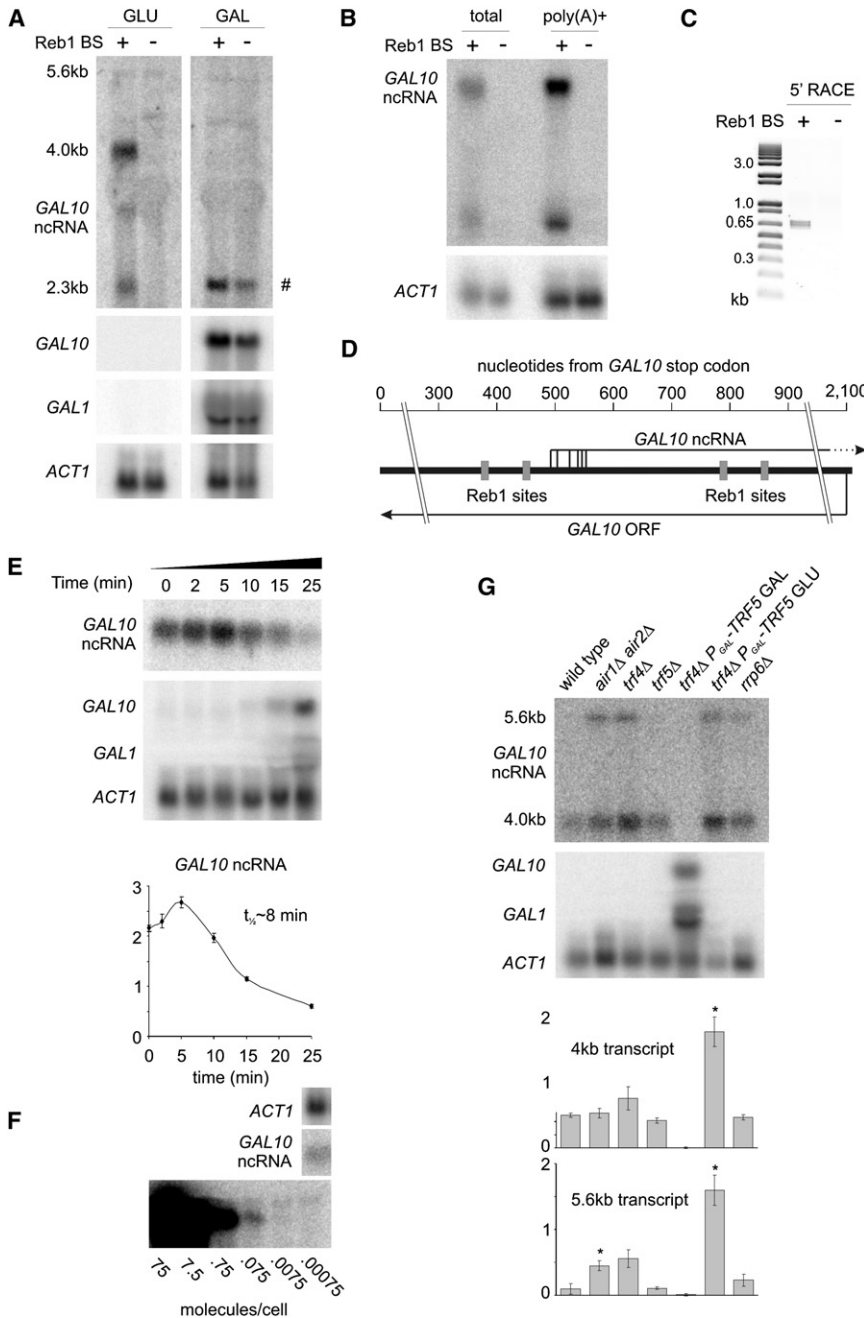 A
GLU GAL
Reb1 BS + - + -
5.6kb
4.0kb
GAL10
ncRNA
2.3kb
#
GAL10
GAL1
ACT1
B
total poly(A)+
Reb1 BS + - + -
GAL10
ncRNA
ACT1
C
5' RACE
Reb1 BS + -
3.0
1.0
0.65
0.3
kb
D
nucleotides from GAL10 stop codon
0 300 400 500 600 700 800 900 2,100
GAL10 ncRNA
Reb1 sites Reb1 sites
GAL10 ORF
E
Time (min) 0 2 5 10 15 25
GAL10
ncRNA
GAL10
GAL1
ACT1
GAL10 ncRNA
3
2
1
0
t½~8 min
0 5 10 15 20 25
time (min)
F
ACT1
GAL10
ncRNA
75 7.5 .75 .075 .0075 .00075
molecules/cell
G
wild type
air1Δ air2Δ
trf4Δ
trf5Δ
trf4Δ PGAL-TRF5 GAL
trf4Δ PGAL-TRF5 GLU
rrp6Δ
5.6kb
GAL10
ncRNA
4.0kb
GAL10
GAL1
ACT1
2
1
0
4kb transcript
*
2
1
0
5.6kb transcript
* *